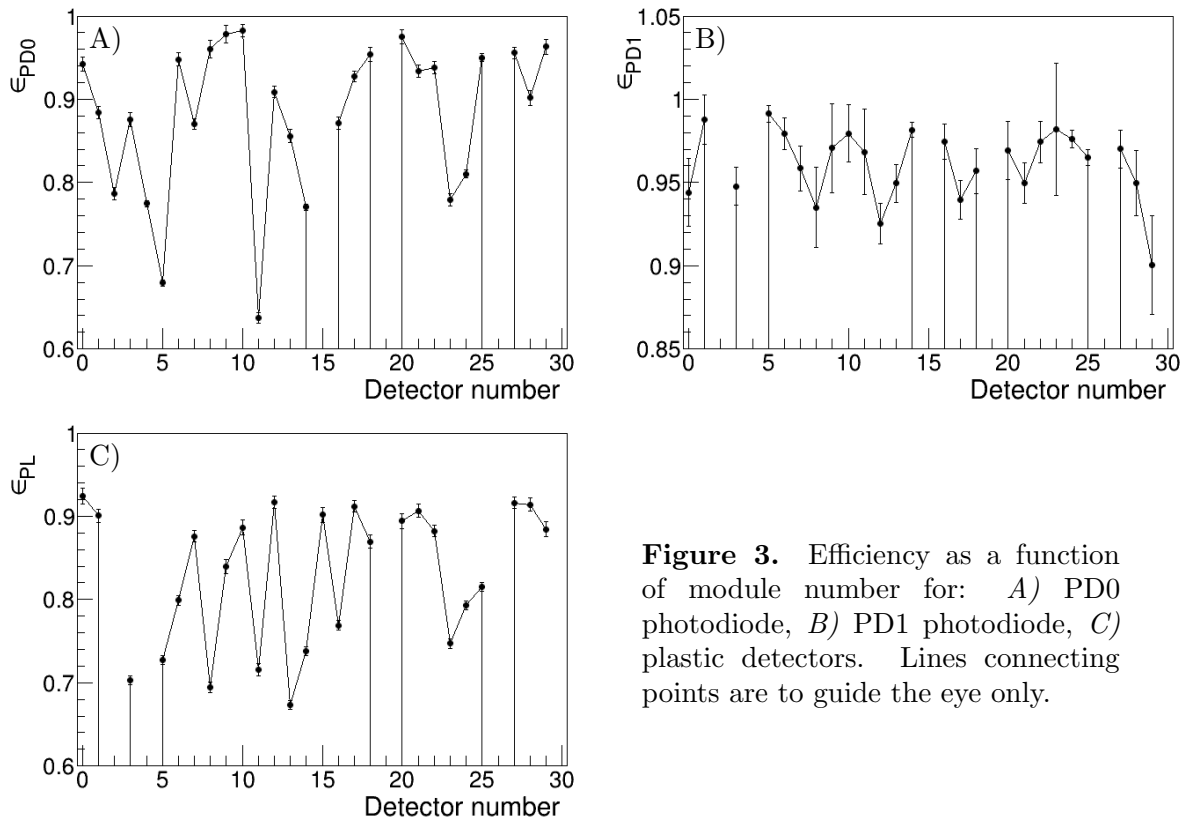 A)
ϵPD0
1
0.9
0.8
0.7
0.6
0 5 10 15 20 25 30
Detector number
B)
ϵPD1
1.05
1
0.95
0.9
0.85
0 5 10 15 20 25 30
Detector number
C)
ϵPL
1
0.9
0.8
0.7
0.6
0 5 10 15 20 25 30
Detector number
Figure 3. Efficiency as a function
of module number for: A) PD0
photodiode, B) PD1 photodiode, C)
plastic detectors. Lines connecting
points are to guide the eye only.